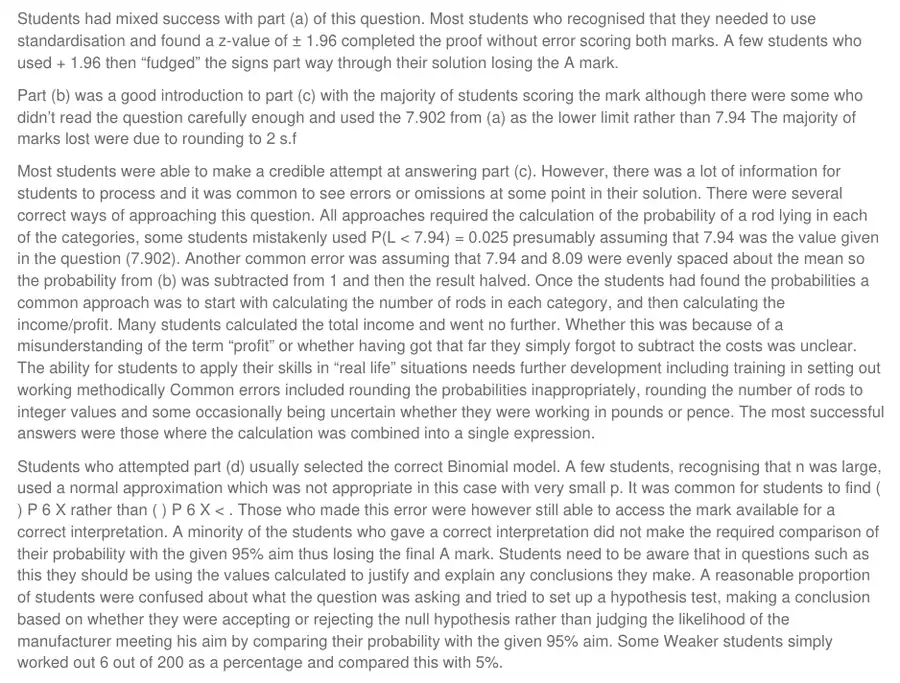 Students had mixed success with part (a) of this question. Most students who recognised that they needed to use
standardisation and found a z-value of ± 1.96 completed the proof without error scoring both marks. A few students who
used + 1.96 then “fudged” the signs part way through their solution losing the A mark.
Part (b) was a good introduction to part (c) with the majority of students scoring the mark although there were some who
didn’t read the question carefully enough and used the 7.902 from (a) as the lower limit rather than 7.94 The majority of
marks lost were due to rounding to 2 s.f
Most students were able to make a credible attempt at answering part (c). However, there was a lot of information for
students to process and it was common to see errors or omissions at some point in their solution. There were several
correct ways of approaching this question. All approaches required the calculation of the probability of a rod lying in each
of the categories, some students mistakenly used P(L < 7.94) = 0.025 presumably assuming that 7.94 was the value given
in the question (7.902). Another common error was assuming that 7.94 and 8.09 were evenly spaced about the mean so
the probability from (b) was subtracted from 1 and then the result halved. Once the students had found the probabilities a
common approach was to start with calculating the number of rods in each category, and then calculating the
income/profit. Many students calculated the total income and went no further. Whether this was because of a
misunderstanding of the term “profit” or whether having got that far they simply forgot to subtract the costs was unclear.
The ability for students to apply their skills in “real life” situations needs further development including training in setting out
working methodically Common errors included rounding the probabilities inappropriately, rounding the number of rods to
integer values and some occasionally being uncertain whether they were working in pounds or pence. The most successful
answers were those where the calculation was combined into a single expression.
Students who attempted part (d) usually selected the correct Binomial model. A few students, recognising that n was large,
used a normal approximation which was not appropriate in this case with very small p. It was common for students to find (
) P 6 X rather than ( ) P 6 X < . Those who made this error were however still able to access the mark available for a
correct interpretation. A minority of the students who gave a correct interpretation did not make the required comparison of
their probability with the given 95% aim thus losing the final A mark. Students need to be aware that in questions such as
this they should be using the values calculated to justify and explain any conclusions they make. A reasonable proportion
of students were confused about what the question was asking and tried to set up a hypothesis test, making a conclusion
based on whether they were accepting or rejecting the null hypothesis rather than judging the likelihood of the
manufacturer meeting his aim by comparing their probability with the given 95% aim. Some Weaker students simply
worked out 6 out of 200 as a percentage and compared this with 5%.